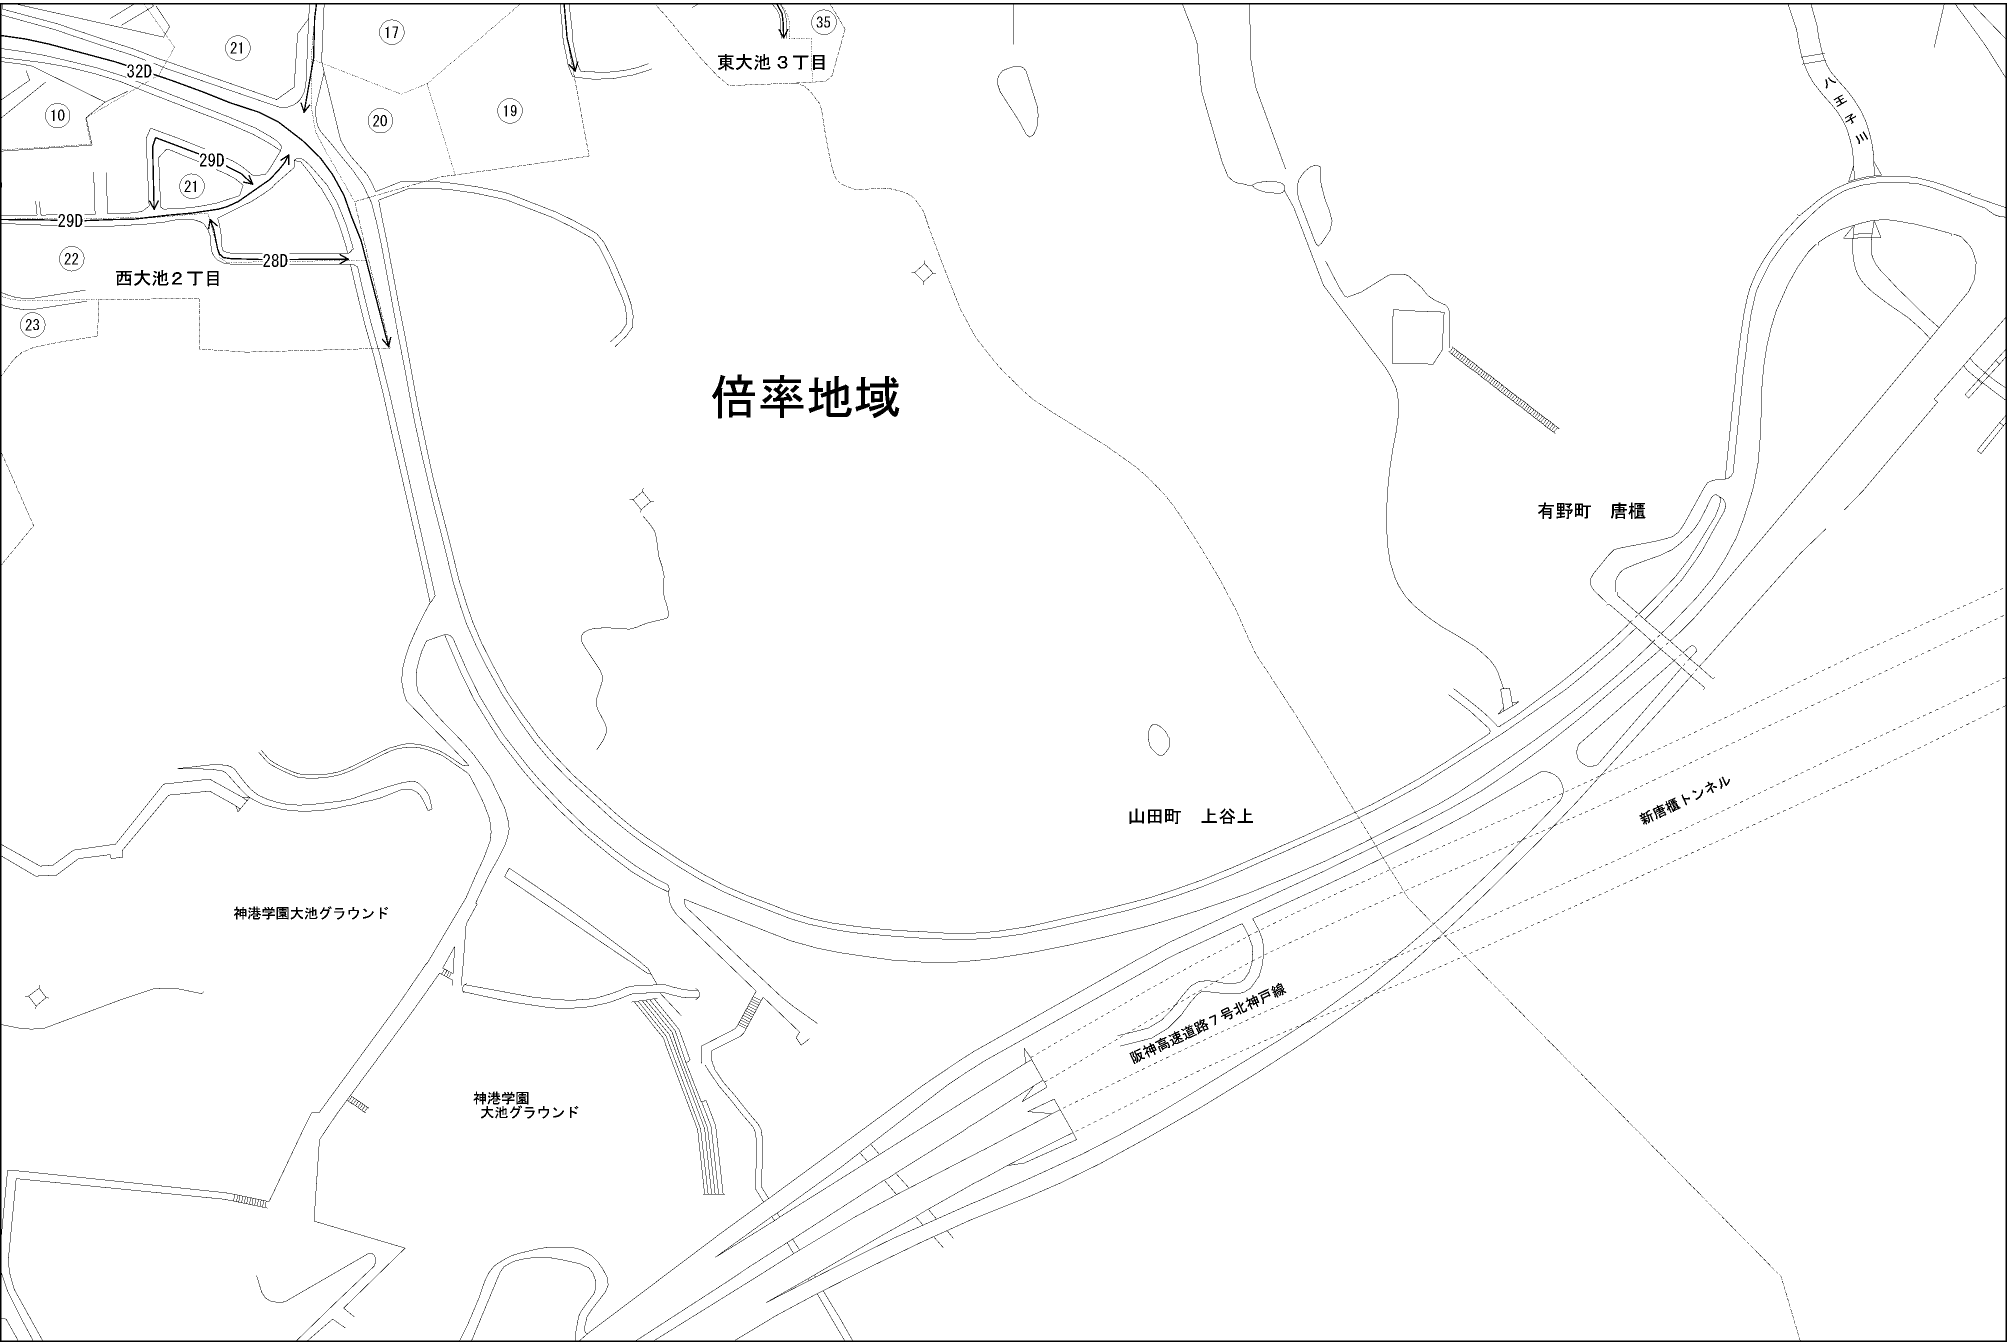 17
35
21
東大池3丁目
32D
八王子川
10
20
19
29D
21
29D
22
28D
西大池2丁目
23
倍率地域
有野町 唐櫃
新唐櫃トンネル
山田町 上谷上
神港学園大池グラウンド
阪神高速道路7号北神戸線
神港学園
大池グラウンド